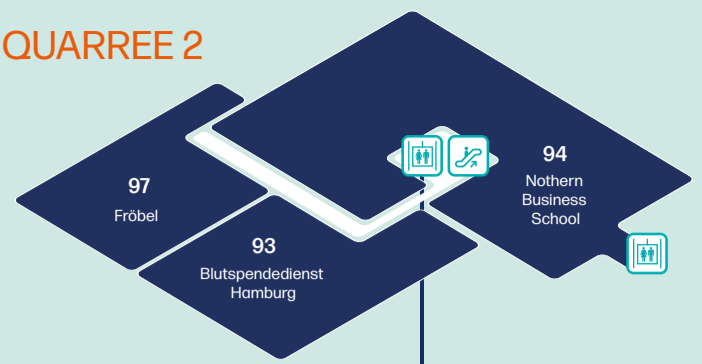 QUARREE 2
97
Fröbel
93
Blutspendedienst
Hamburg
94
Nothern
Business
School